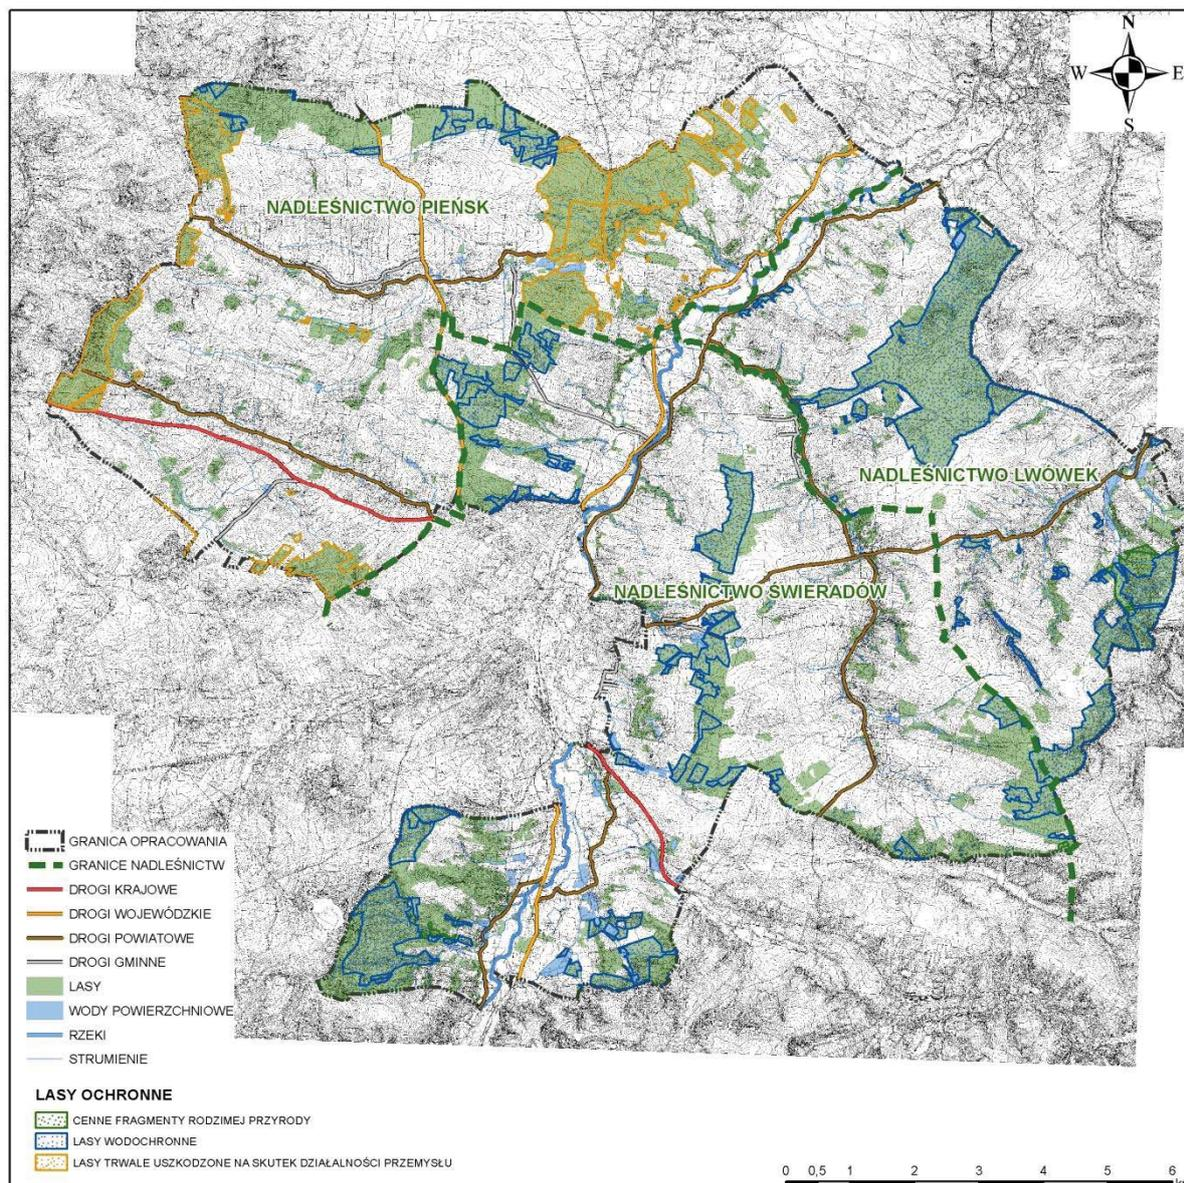 N
W E
S
NADLEŚNICTWO PIEŃSK
NADLEŚNICTWO LWÓWEK
NADLEŚNICTWO ŚWIERADÓW
GRANICA OPRACOWANIA
GRANICE NADLEŚNICTW
DROGI KRAJOWE
DROGI WOJEWÓDZKIE
DROGI POWIATOWE
DROGI GMINNE
LASY
WODY POWIERZCHNIOWE
RZEKI
STRUMIENIE
LASY OCHRONNE
CENNE FRAGMENTY RODZIMEJ PRZYRODY
LASY WODOCHRONNE
LASY TRWALE USZKODZONE NA SKUTEK DZIAŁALNOŚCI PRZEMYSŁU
0 0,5 1 2 3 4 5 6